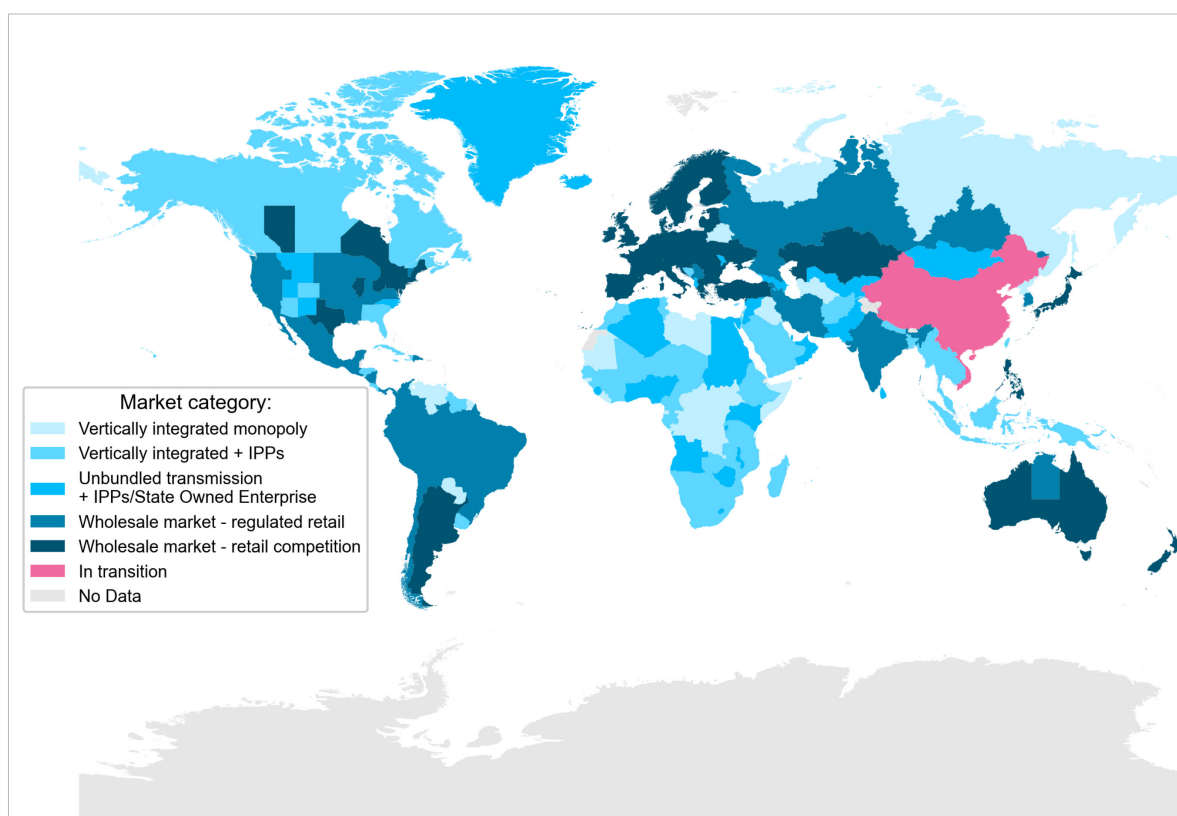 Market category:
Vertically integrated monopoly
Vertically integrated + IPPs
Unbundled transmission
+ IPPs/State Owned Enterprise
Wholesale market - regulated retail
Wholesale market - retail competition
In transition
No Data